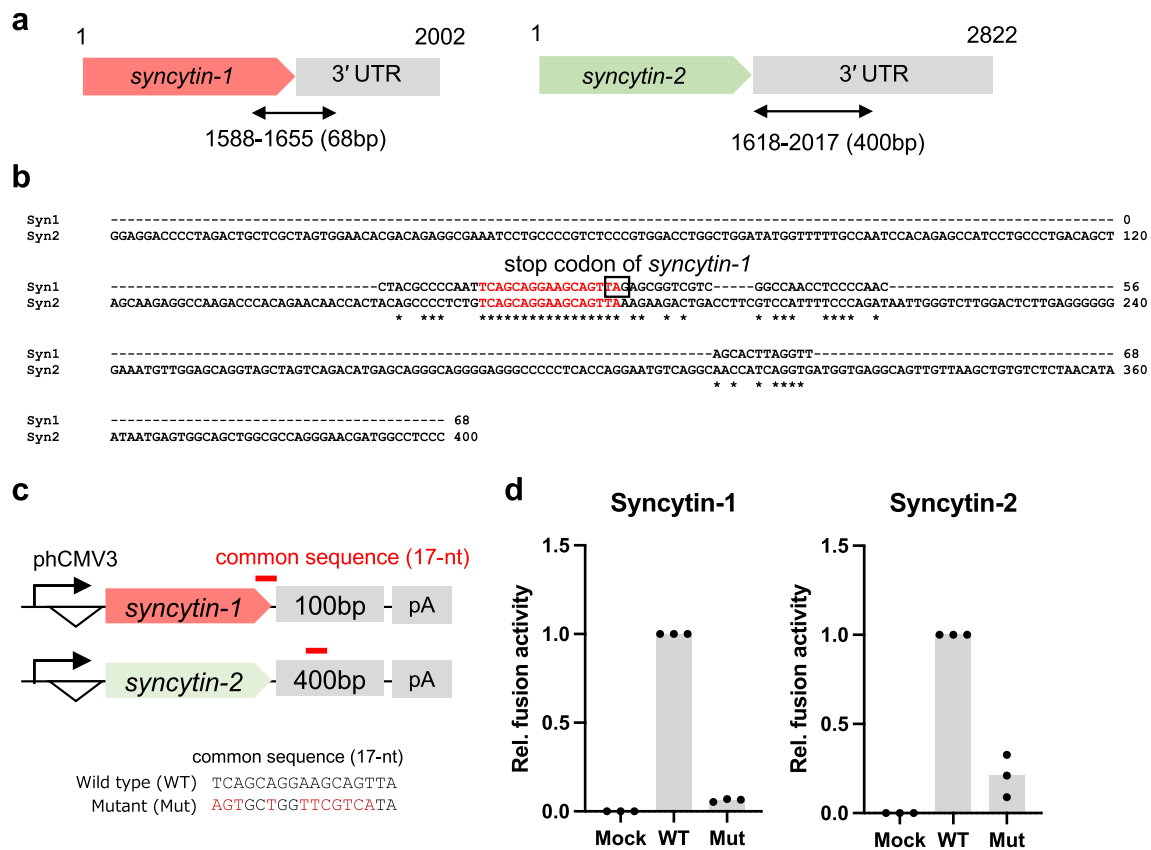 a
1 2002
syncytin-1 3′ UTR
1588-1655 (68bp)
1 2822
syncytin-2 3′ UTR
1618-2017 (400bp)
b
Syn1 ------------------------------------------------------------------------------------------------------------------------ 0
Syn2 GGAGGACCCCTAGACTGCTCGCTAGTGGAACACGACAGAGGCGAAATCCTGCCCCGTCTCCCGTGGACCTGGCTGGATATGGTTTTTGCCAATCCACAGAGCCATCCTGCCCTGACAGCT 120
stop codon of syncytin-1
Syn1 --------------------------------CTACGCCCCAATTCAGCAGGAAGCAGTTAGAGCGGTCGTC-----GGCCAACCTCCCCAAC--------------------------- 56
Syn2 AGCAAGAGGCCAAGACCCACAGAACAACCACTACAGCCCCTCTGTCAGCAGGAAGCAGTTAAAGAAGACTGACCTTCGTCCATTTTCCCAGATAATTGGGTCTTGGACTCTTGAGGGGGG 240
* *** ***************** ** * * * *** **** *
Syn1 ------------------------------------------------------------------------AGCACTTAGGTT------------------------------------ 68
Syn2 GAAATGTTGGAGCAGGTAGCTAGTCAGACATGAGCAGGGCAGGGGAGGGCCCCCTCACCAGGAATGTCAGGCAACCATCAGGTGATGGTGAGGCAGTTGTTAAGCTGTGTCTCTAACATA 360
* * * ****
Syn1 ---------------------------------------- 68
Syn2 ATAATGAGTGGCAGCTGGCGCCAGGGAACGATGGCCTCCC 400
c
phCMV3
common sequence (17-nt)
syncytin-1 100bp pA
syncytin-2 400bp pA
common sequence (17-nt)
Wild type (WT) TCAGCAGGAAGCAGTTA
Mutant (Mut) AGTGCTGGTTCGTCATA
d
Syncytin-1
Rel. fusion activity
1.5
1.0
0.5
0.0
Mock WT Mut
Syncytin-2
Rel. fusion activity
1.5
1.0
0.5
0.0
Mock WT Mut